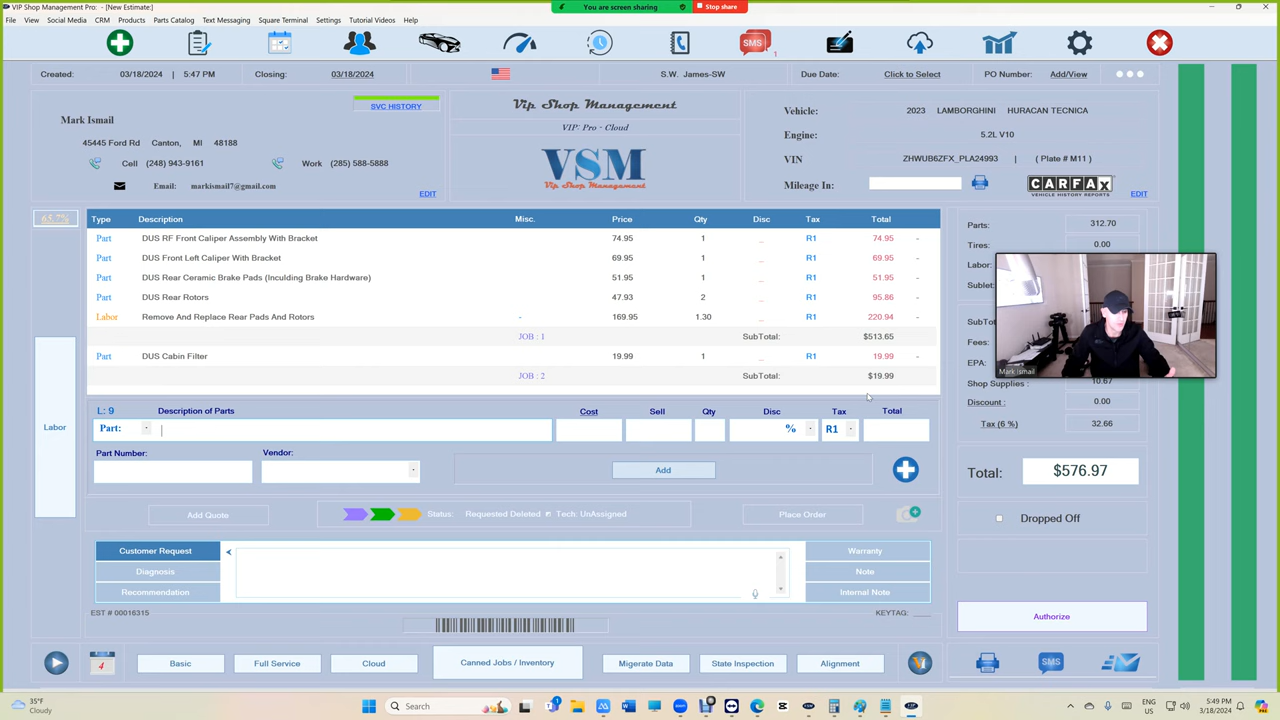 VIP Shop Management Pro: - [New Estimate:]
You are screen sharing
Stop share
File View Social Media CRM Products Parts Catalog Text Messaging Square Terminal Settings Tutorial Videos Help
SMS
1
Created: 03/18/2024 | 5:47 PM Closing: 03/18/2024 S.W. James-SW Due Date: Click to Select PO Number: Add/View
SVC HISTORY
Mark Ismail
45445 Ford Rd Canton, MI 48188
Cell (248) 943-9161 Work (285) 588-5888
Email: markismail7@gmail.com
EDIT
Vip Shop Management
VIP: Pro - Cloud
VSM
Vip Shop Management
Vehicle: 2023 LAMBORGHINI HURACAN TECNICA
Engine: 5.2L V10
VIN ZHWUB6ZFX_PLA24993 | ( Plate # M11 )
Mileage In: CARFAX
VEHICLE HISTORY REPORTS
EDIT
65.7%
Type Description Misc. Price Qty Disc Tax Total
Part DUS RF Front Caliper Assembly With Bracket 74.95 1 _ R1 74.95 -
Part DUS Front Left Caliper With Bracket 69.95 1 _ R1 69.95 -
Part DUS Rear Ceramic Brake Pads (Inculding Brake Hardware) 51.95 1 _ R1 51.95 -
Part DUS Rear Rotors 47.93 2 _ R1 95.86 -
Labor Remove And Replace Rear Pads And Rotors - 169.95 1.30 _ R1 220.94 -
JOB : 1 SubTotal: $513.65
Part DUS Cabin Filter 19.99 1 _ R1 19.99 -
JOB : 2 SubTotal: $19.99
Parts: 312.70
Tires: 0.00
Labor:
Sublet:
SubTot
Fees:
EPA:
Shop Supplies : 10.67
Discount : 0.00
Tax (6 %) 32.66
Total: $576.97
Mark Ismail
L: 9 Description of Parts Cost Sell Qty Disc Tax Total
Labor
Part: % R1
Part Number: Vendor:
Add
Add Quote Status: Requested Deleted Tech: UnAssigned Place Order
Dropped Off
Customer Request
Diagnosis
Recommendation
Warranty
Note
Internal Note
EST # 00016315 KEYTAG:
Authorize
4 Basic Full Service Cloud Canned Jobs / Inventory Migerate Data State Inspection Alignment SMS
35°F
Cloudy
Search
ENG
US
5:49 PM
3/18/2024